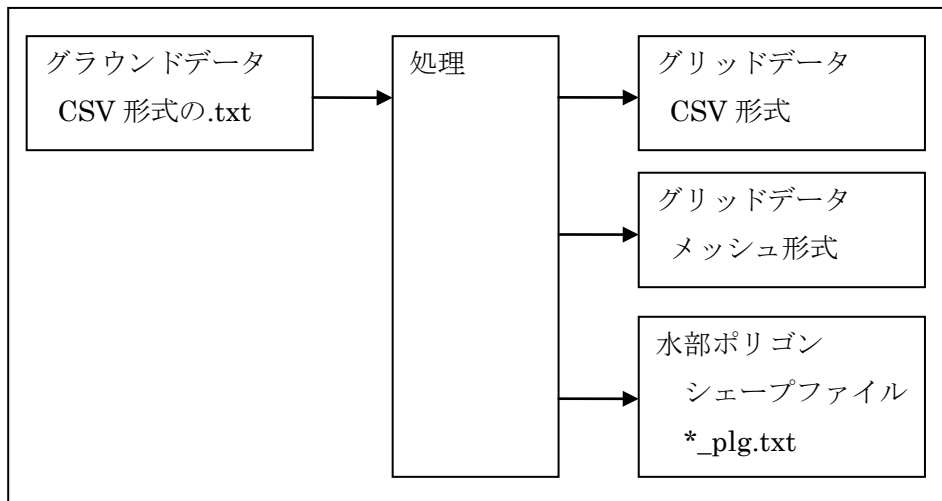 グラウンドデータ
CSV 形式の.txt
処理
グリッドデータ
CSV 形式
グリッドデータ
メッシュ形式
水部ポリゴン
シェープファイル
*_plg.txt